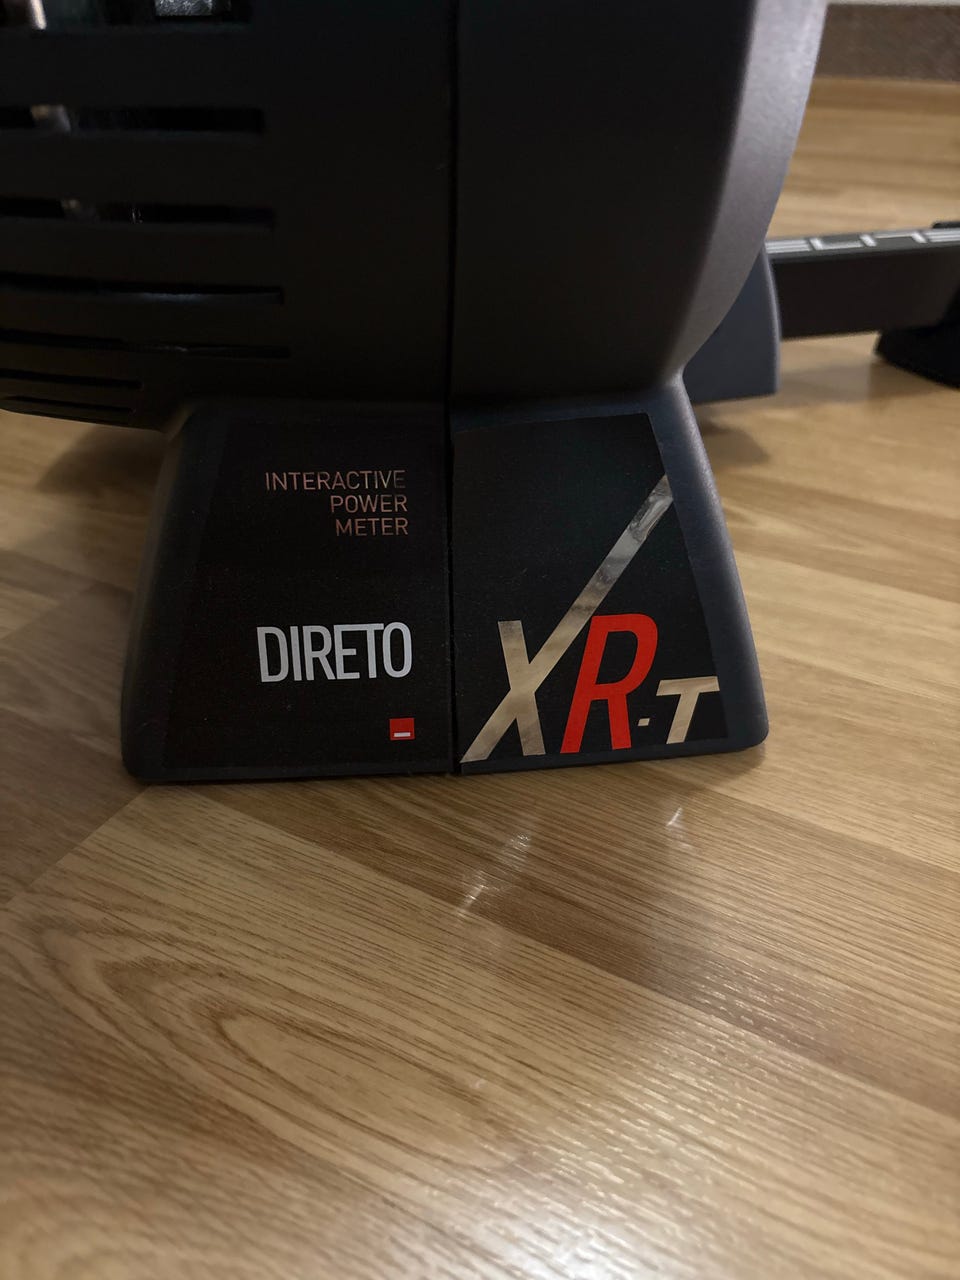 INTERACTIVE
POWER
METER
DIRETO
XR-T